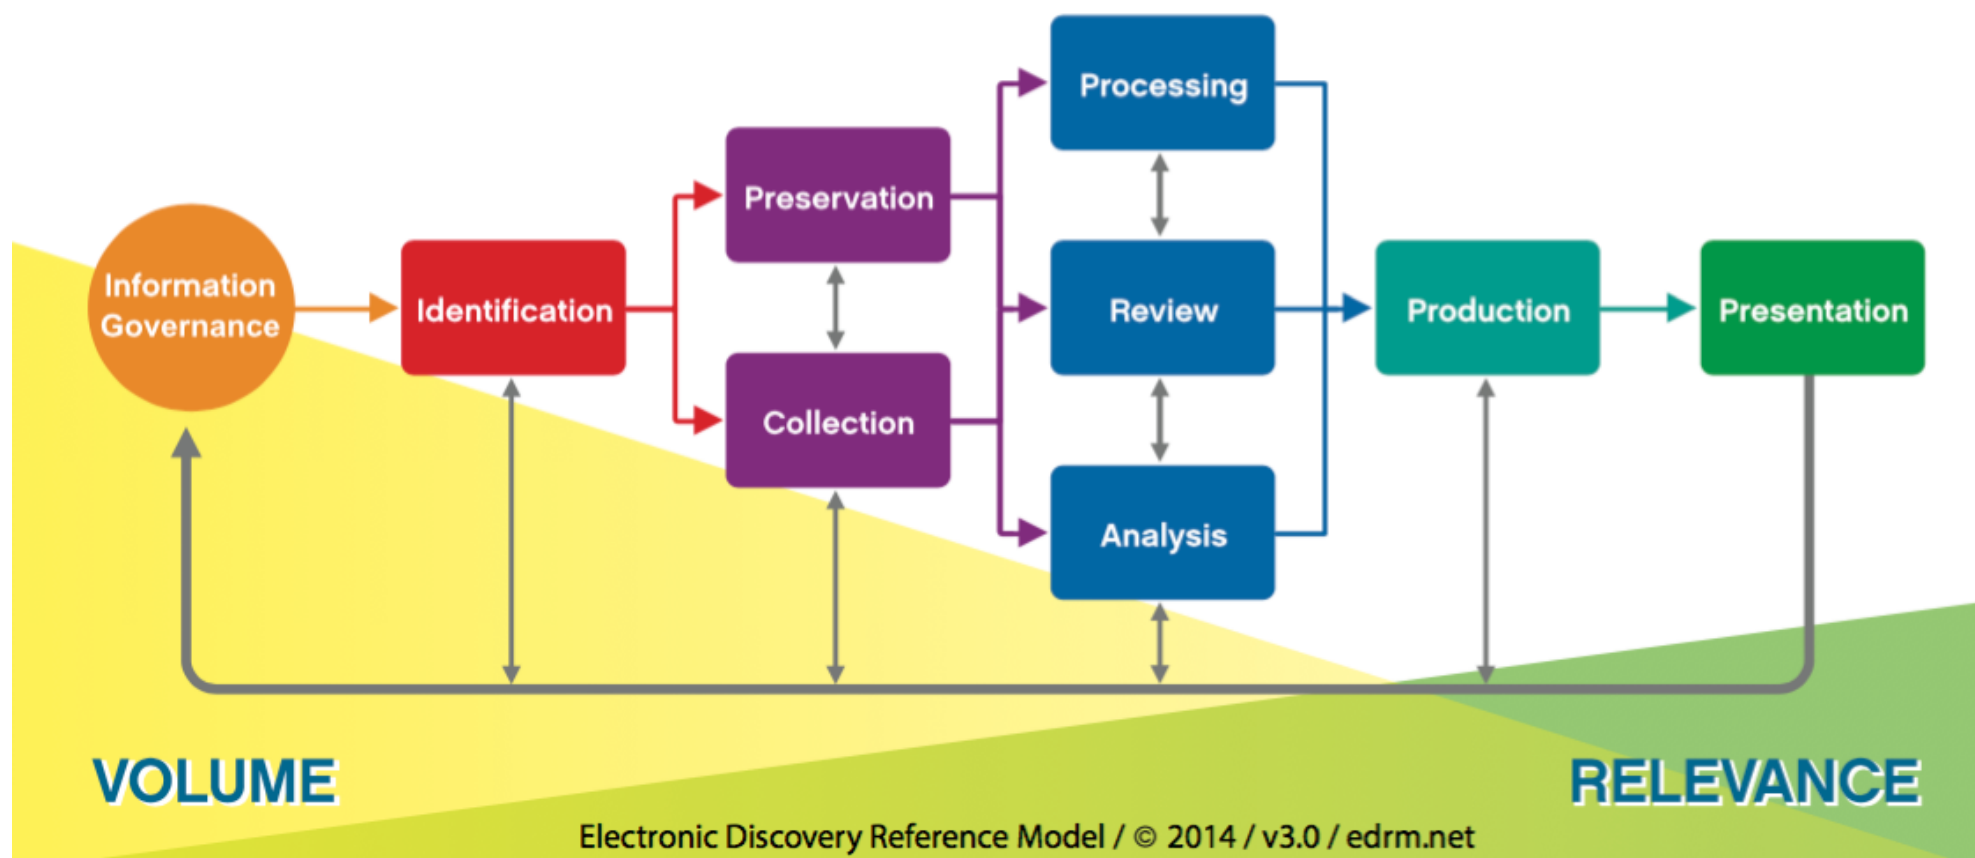 Information
Governance
Identification
Preservation
Collection
Processing
Review
Analysis
Production
Presentation
VOLUME
RELEVANCE
Electronic Discovery Reference Model / © 2014 / v3.0 / edrm.net